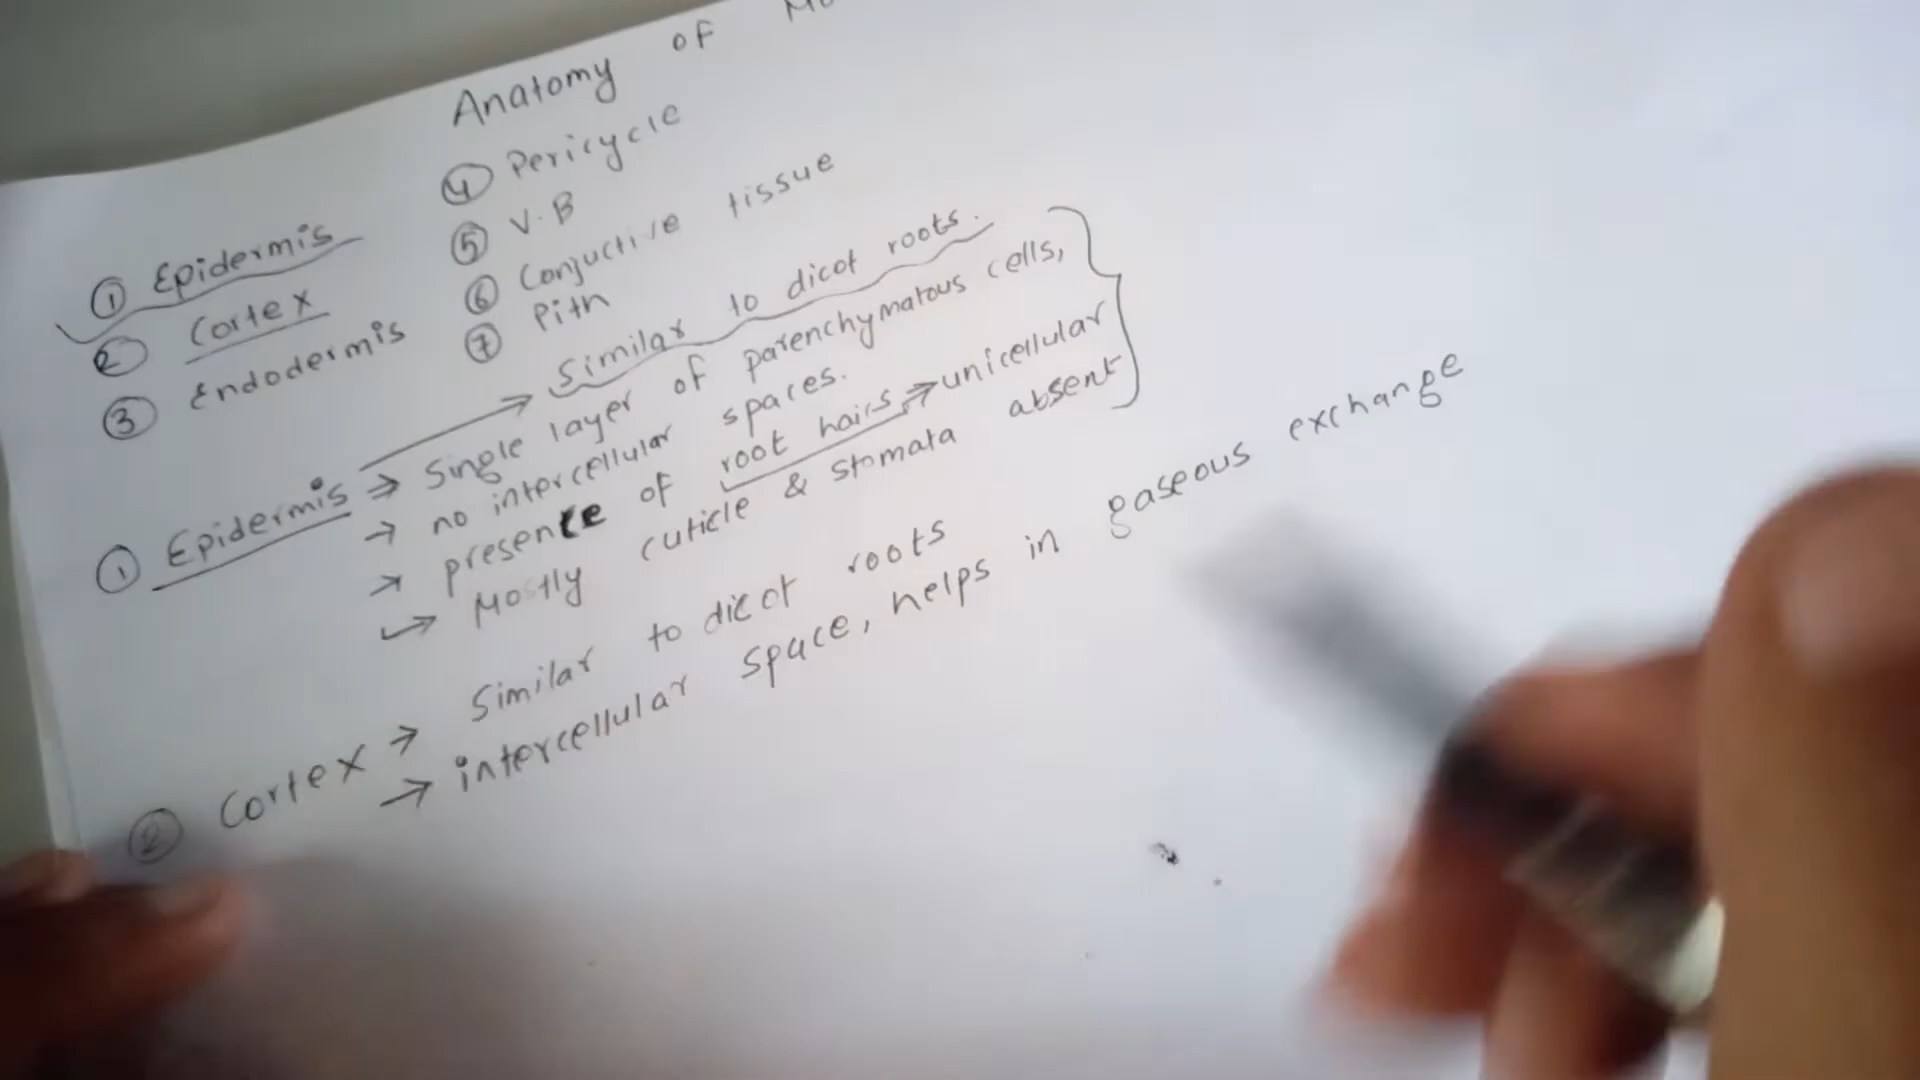 Anatomy of
① Epidermis
② Cortex
③ Endodermis
④ Pericycle
⑤ V.B
⑥ Conjuctive tissue
⑦ Pith
① Epidermis → Similar to dicot roots.
⇒ Single layer of parenchymatous cells,
→ no intercellular spaces.
→ presence of root hairs → unicellular
→ Mostly cuticle & stomata absent
② Cortex → Similar to dicot roots
→ intercellular space, helps in gaseous exchange